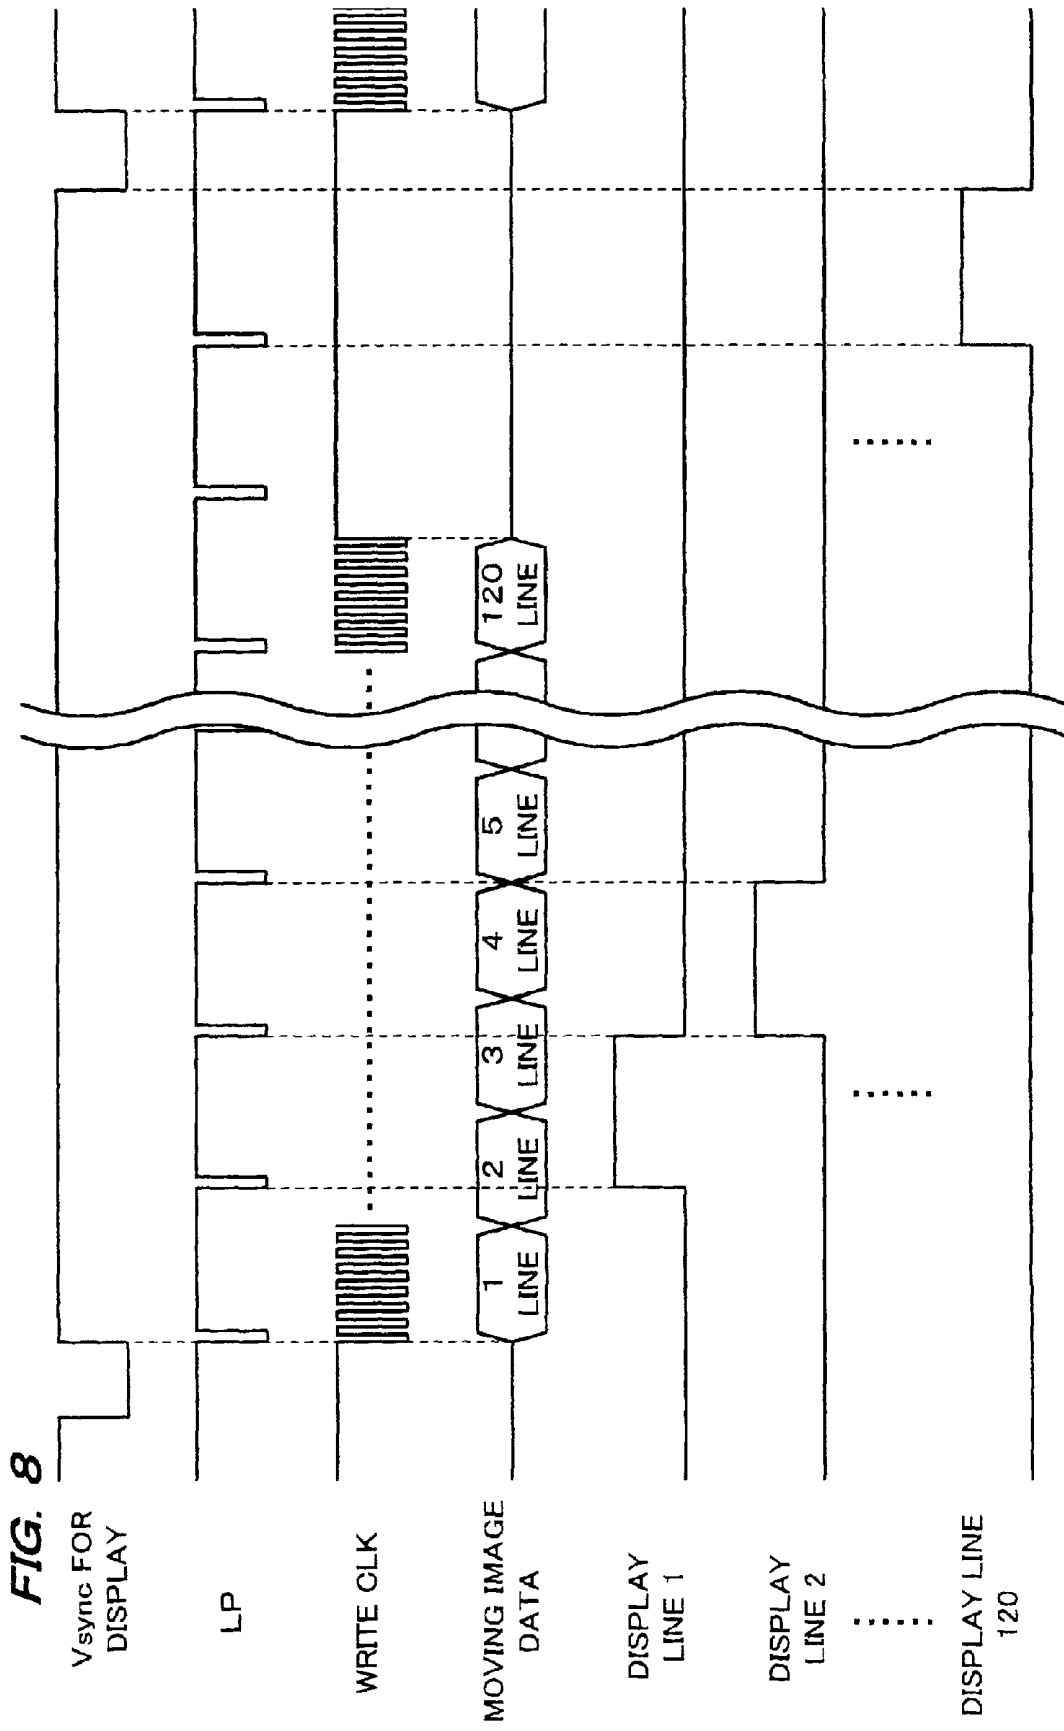 FIG. 8
Vsync FOR
DISPLAY
LP
WRITE CLK
MOVING IMAGE
DATA
1
LINE
2
LINE
3
LINE
4
LINE
5
LINE
120
LINE
DISPLAY
LINE 1
DISPLAY
LINE 2
DISPLAY LINE
120